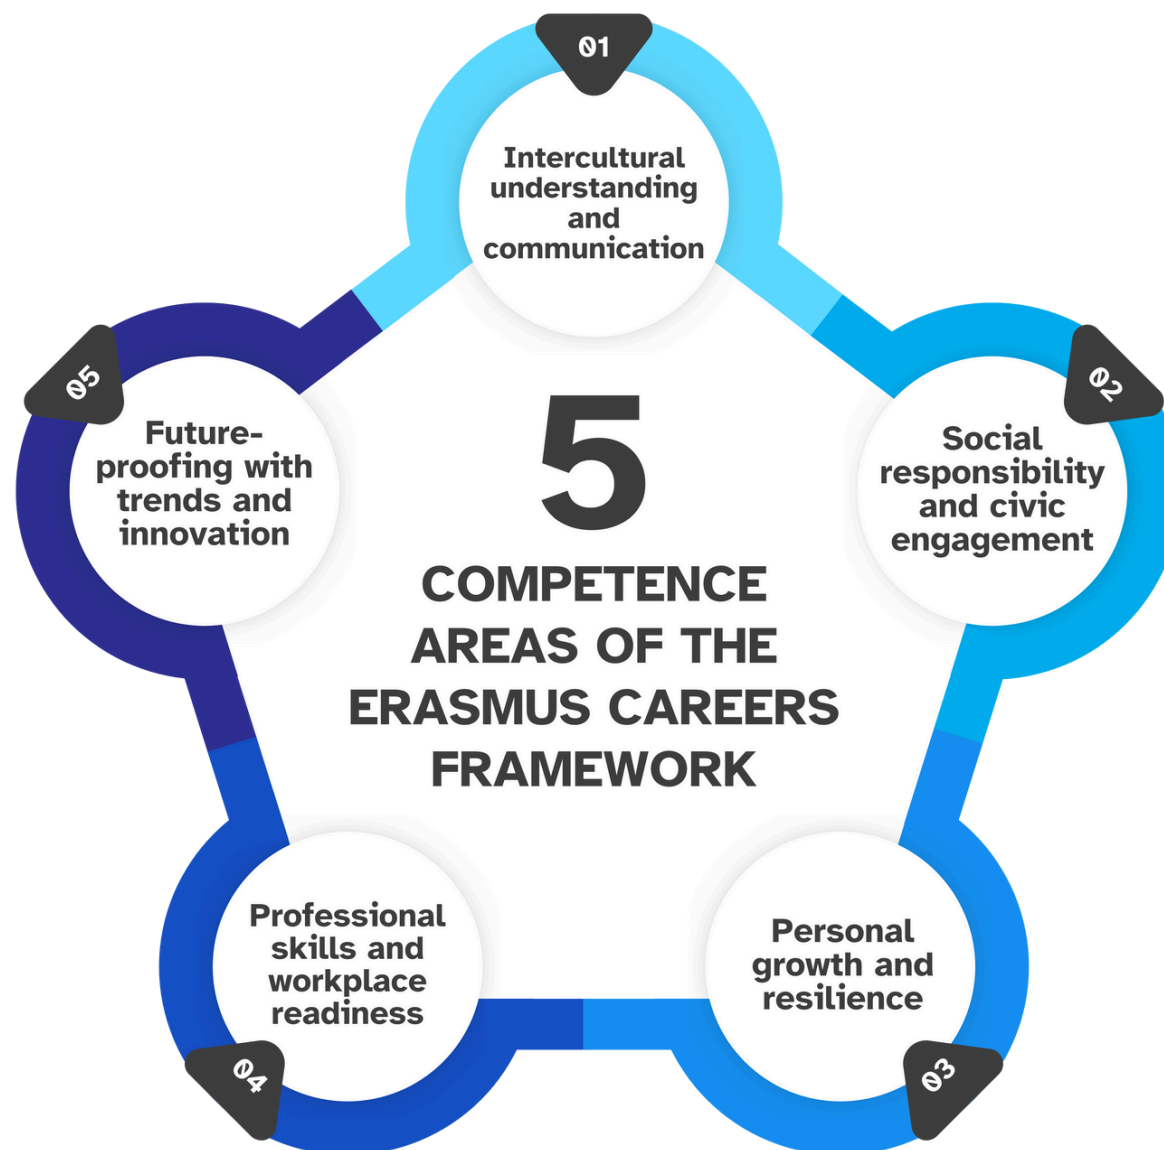 01
Intercultural
understanding
and
communication
02
Social
responsibility
and civic
engagement
03
Personal
growth and
resilience
04
Professional
skills and
workplace
readiness
05
Future-
proofing with
trends and
innovation
5
COMPETENCE
AREAS OF THE
ERASMUS CAREERS
FRAMEWORK